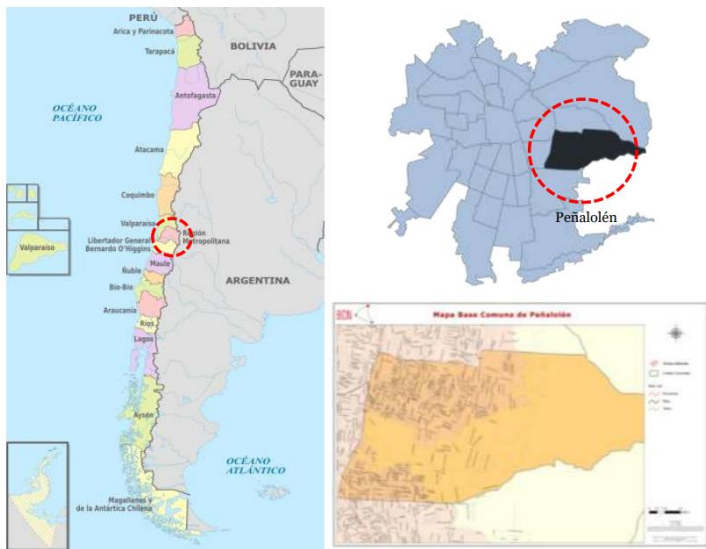 PERÚ
Arica y Parinacota
BOLIVIA
Tarapacá
PARA-
GUAY
Antofagasta
OCÉANO
PACÍFICO
Atacama
Coquimbo
Valparaíso
Región
Metropolitana
Libertador General
Bernardo O'Higgins
Valparaíso
Maule
ARGENTINA
Ñuble
Bío-Bío
Araucanía
Ríos
Lagos
Aysén
OCÉANO
ATLÁNTICO
Magallanes y
de la Antártica Chilena
Peñalolén
BCN
Mapa Base Comuna de Peñalolén